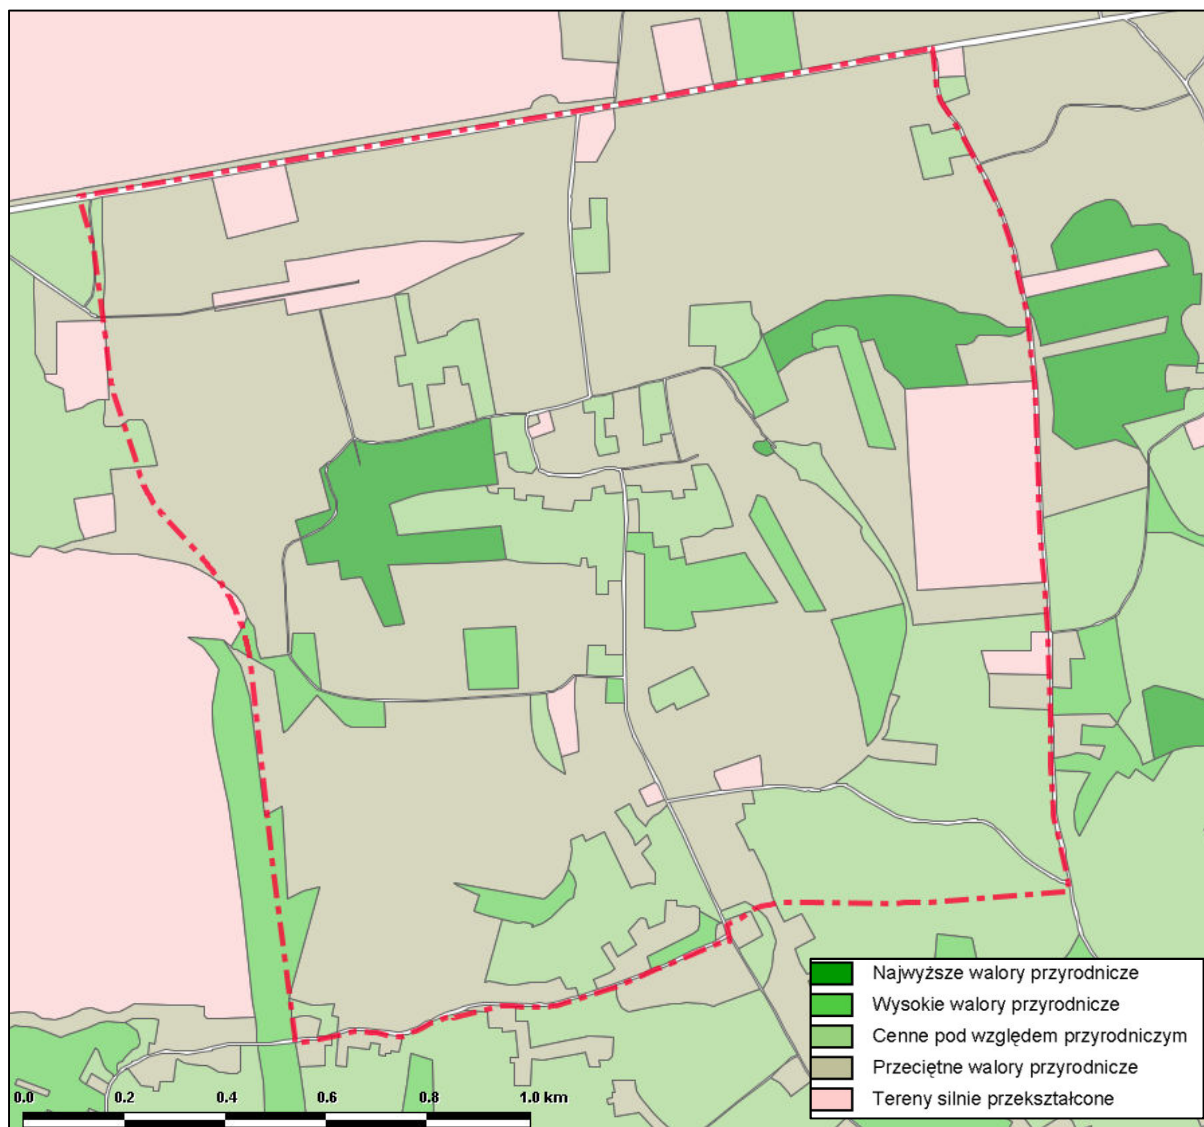 Najwyższe walory przyrodnicze
Wysokie walory przyrodnicze
Cenne pod względem przyrodniczym
Przeciętne walory przyrodnicze
Tereny silnie przekształcone
0.0 0.2 0.4 0.6 0.8 1.0 km